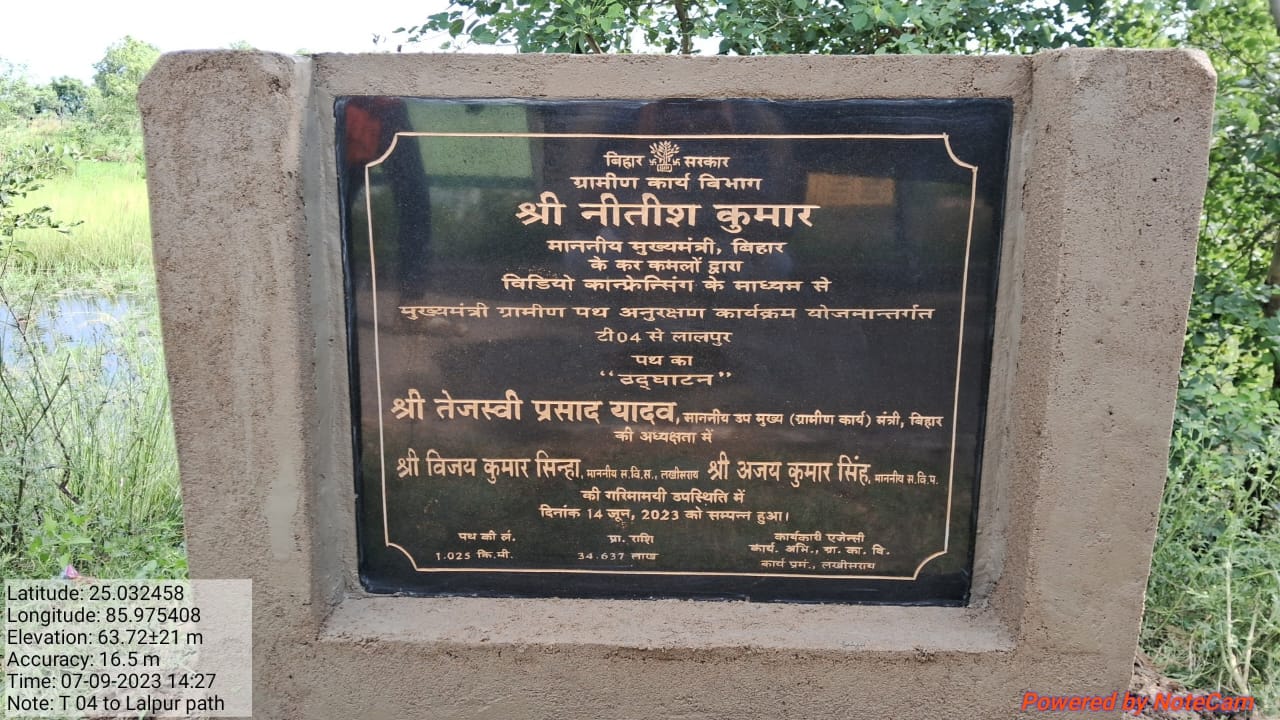 बिहार सरकार
ग्रामीण कार्य विभाग
श्री नीतीश कुमार
माननीय मुख्यमंत्री, बिहार
के कर कमलों द्वारा
विडियो कान्फ्रेन्सिंग के माध्यम से
मुख्यमंत्री ग्रामीण पथ अनुरक्षण कार्यक्रम योजनान्तर्गत
टी04 से लालपुर
पथ का
“उद्घाटन”
श्री तेजस्वी प्रसाद यादव, माननीय उप मुख्य (ग्रामीण कार्य) मंत्री, बिहार
की अध्यक्षता में
श्री विजय कुमार सिन्हा, माननीय स.वि.स., लखीसराय श्री अजय कुमार सिंह, माननीय स.वि.प.
की गरिमामयी उपस्थिति में
दिनांक 14 जून, 2023 को सम्पन्न हुआ।
पथ की लं. प्रा. राशि कार्यकारी एजेन्सी
1.025 कि.मी. 34.637 लाख कार्य. अभि., ग्रा. का. वि.
कार्य प्रमं., लखीसराय
Latitude: 25.032458
Longitude: 85.975408
Elevation: 63.72±21 m
Accuracy: 16.5 m
Time: 07-09-2023 14:27
Note: T 04 to Lalpur path
Powered by NoteCam